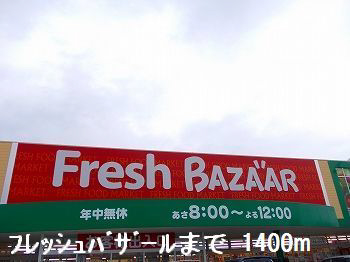 Fresh BAZÄAR
年中無休 あさ8:00～よる12:00
フレッシュバザールまで 1400m